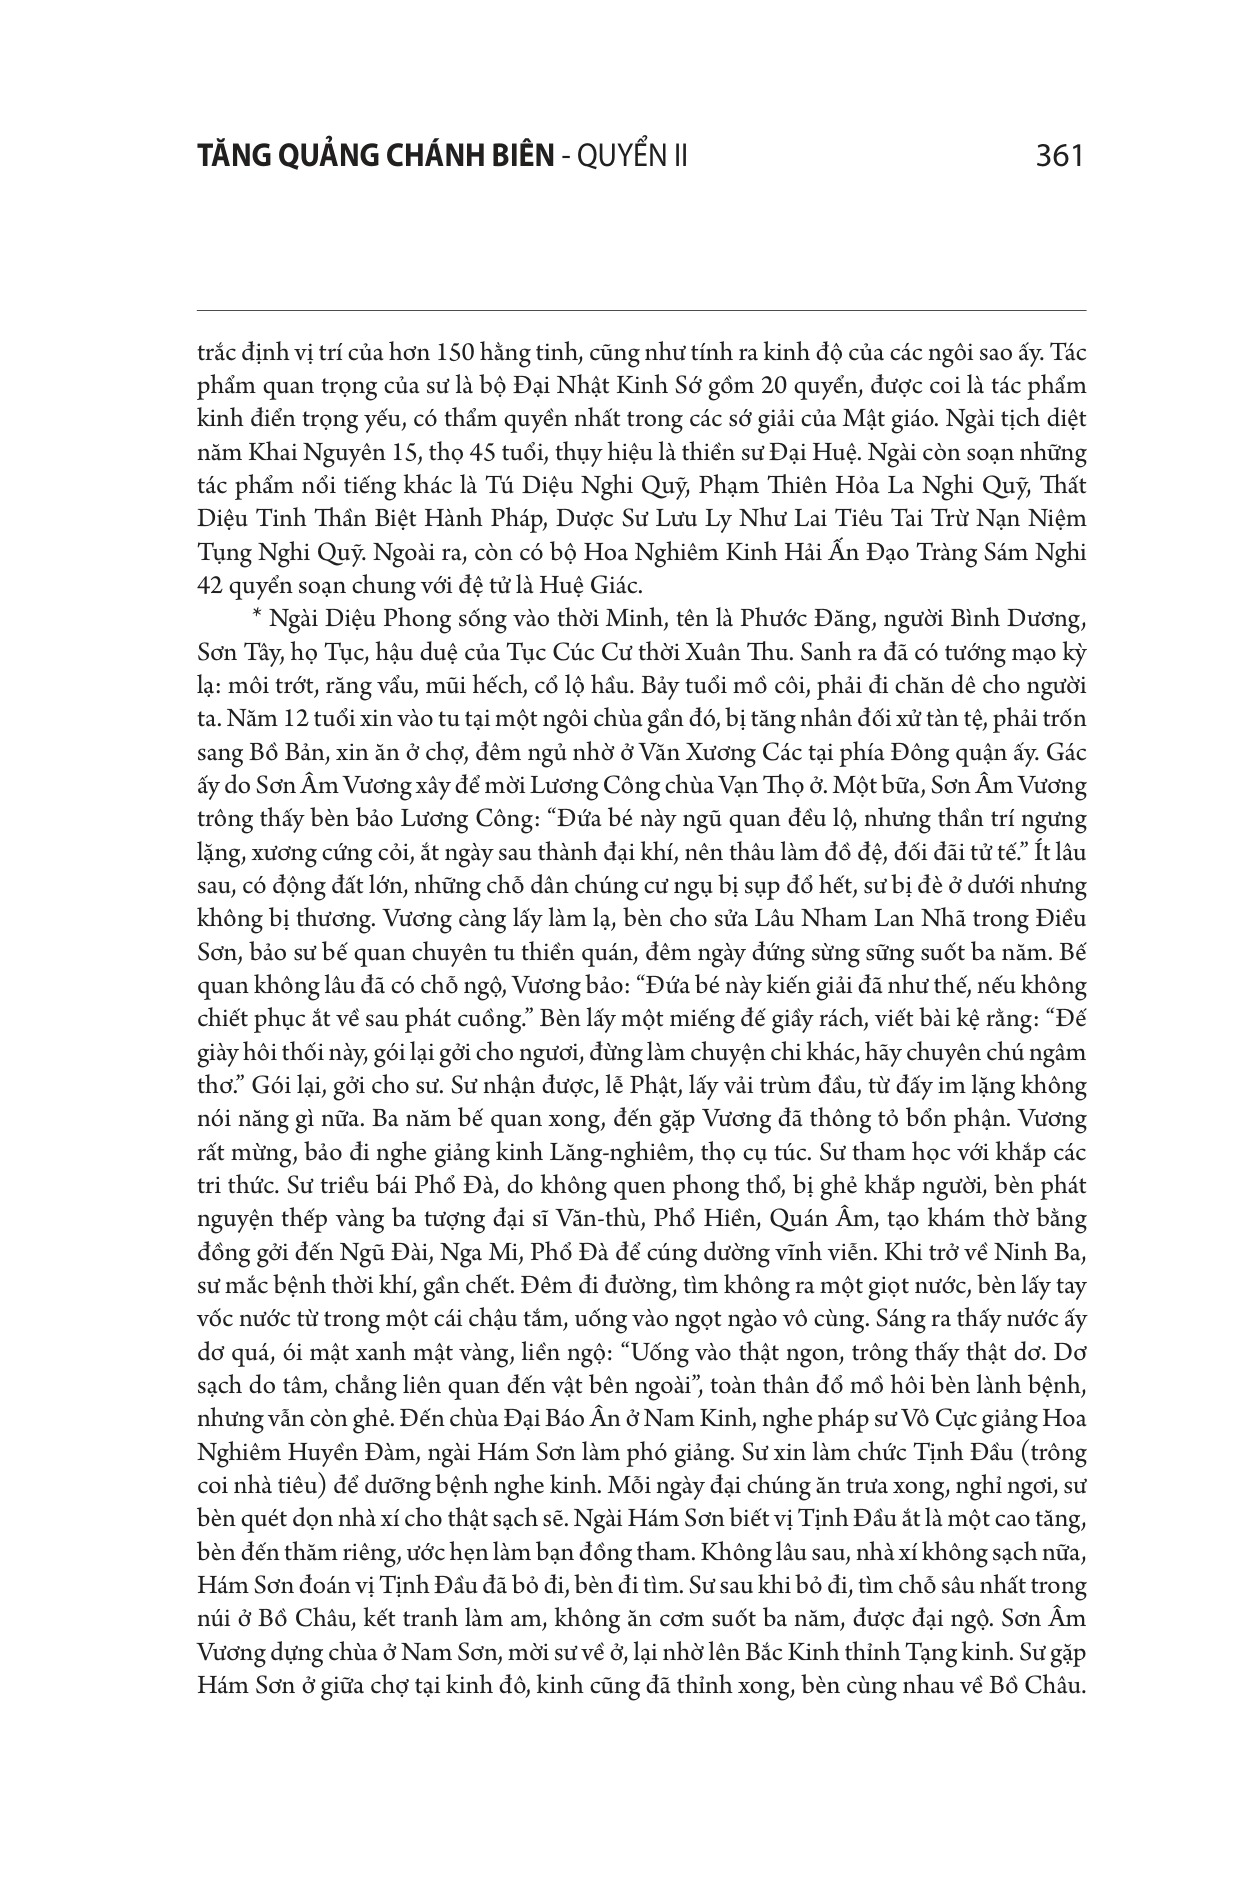 TĂNG QUẢNG CHÁNH BIÊN - QUYỂN II 361
trắc định vị trí của hơn 150 hằng tinh, cũng như tính ra kinh độ của các ngôi sao ấy. Tác
phẩm quan trọng của sư là bộ Đại Nhật Kinh Sớ gồm 20 quyển, được coi là tác phẩm
kinh điển trọng yếu, có thẩm quyền nhất trong các sớ giải của Mật giáo. Ngài tịch diệt
năm Khai Nguyên 15, thọ 45 tuổi, thụy hiệu là thiền sư Đại Huệ. Ngài còn soạn những
tác phẩm nổi tiếng khác là Tú Diệu Nghi Quỹ, Phạm Thiên Hỏa La Nghi Quỹ, Thất
Diệu Tinh Thần Biệt Hành Pháp, Dược Sư Lưu Ly Như Lai Tiêu Tai Trừ Nạn Niệm
Tụng Nghi Quỹ. Ngoài ra, còn có bộ Hoa Nghiêm Kinh Hải Ấn Đạo Tràng Sám Nghi
42 quyển soạn chung với đệ tử là Huệ Giác.
* Ngài Diệu Phong sống vào thời Minh, tên là Phước Đăng, người Bình Dương,
Sơn Tây, họ Tục, hậu duệ của Tục Cúc Cư thời Xuân Thu. Sanh ra đã có tướng mạo kỳ
lạ: môi trớt, răng vẩu, mũi hếch, cổ lộ hầu. Bảy tuổi mồ côi, phải đi chăn dê cho người
ta. Năm 12 tuổi xin vào tu tại một ngôi chùa gần đó, bị tăng nhân đối xử tàn tệ, phải trốn
sang Bồ Bản, xin ăn ở chợ, đêm ngủ nhờ ở Văn Xương Các tại phía Đông quận ấy. Gác
ấy do Sơn Âm Vương xây để mời Lương Công chùa Vạn Thọ ở. Một bữa, Sơn Âm Vương
trông thấy bèn bảo Lương Công: “Đứa bé này ngũ quan đều lộ, nhưng thần trí ngưng
lặng, xương cứng cỏi, ắt ngày sau thành đại khí, nên thâu làm đồ đệ, đối đãi tử tế.” Ít lâu
sau, có động đất lớn, những chỗ dân chúng cư ngụ bị sụp đổ hết, sư bị đè ở dưới nhưng
không bị thương. Vương càng lấy làm lạ, bèn cho sửa Lâu Nham Lan Nhã trong Điều
Sơn, bảo sư bế quan chuyên tu thiền quán, đêm ngày đứng sừng sững suốt ba năm. Bế
quan không lâu đã có chỗ ngộ, Vương bảo: “Đứa bé này kiến giải đã như thế, nếu không
chiết phục ắt về sau phát cuồng.” Bèn lấy một miếng đế giầy rách, viết bài kệ rằng: “Đế
giày hôi thối này, gói lại gởi cho ngươi, đừng làm chuyện chi khác, hãy chuyên chú ngâm
thơ.” Gói lại, gởi cho sư. Sư nhận được, lễ Phật, lấy vải trùm đầu, từ đấy im lặng không
nói năng gì nữa. Ba năm bế quan xong, đến gặp Vương đã thông tỏ bổn phận. Vương
rất mừng, bảo đi nghe giảng kinh Lăng-nghiêm, thọ cụ túc. Sư tham học với khắp các
tri thức. Sư triều bái Phổ Đà, do không quen phong thổ, bị ghẻ khắp người, bèn phát
nguyện thếp vàng ba tượng đại sĩ Văn-thù, Phổ Hiền, Quán Âm, tạo khám thờ bằng
đồng gởi đến Ngũ Đài, Nga Mi, Phổ Đà để cúng dường vĩnh viễn. Khi trở về Ninh Ba,
sư mắc bệnh thời khí, gần chết. Đêm đi đường, tìm không ra một giọt nước, bèn lấy tay
vốc nước từ trong một cái chậu tắm, uống vào ngọt ngào vô cùng. Sáng ra thấy nước ấy
dơ quá, ói mật xanh mật vàng, liền ngộ: “Uống vào thật ngon, trông thấy thật dơ. Dơ
sạch do tâm, chẳng liên quan đến vật bên ngoài”, toàn thân đổ mồ hôi bèn lành bệnh,
nhưng vẫn còn ghẻ. Đến chùa Đại Báo Ân ở Nam Kinh, nghe pháp sư Vô Cực giảng Hoa
Nghiêm Huyền Đàm, ngài Hám Sơn làm phó giảng. Sư xin làm chức Tịnh Đầu (trông
coi nhà tiêu) để dưỡng bệnh nghe kinh. Mỗi ngày đại chúng ăn trưa xong, nghỉ ngơi, sư
bèn quét dọn nhà xí cho thật sạch sẽ. Ngài Hám Sơn biết vị Tịnh Đầu ắt là một cao tăng,
bèn đến thăm riêng, ước hẹn làm bạn đồng tham. Không lâu sau, nhà xí không sạch nữa,
Hám Sơn đoán vị Tịnh Đầu đã bỏ đi, bèn đi tìm. Sư sau khi bỏ đi, tìm chỗ sâu nhất trong
núi ở Bồ Châu, kết tranh làm am, không ăn cơm suốt ba năm, được đại ngộ. Sơn Âm
Vương dựng chùa ở Nam Sơn, mời sư về ở, lại nhờ lên Bắc Kinh thỉnh Tạng kinh. Sư gặp
Hám Sơn ở giữa chợ tại kinh đô, kinh cũng đã thỉnh xong, bèn cùng nhau về Bồ Châu.